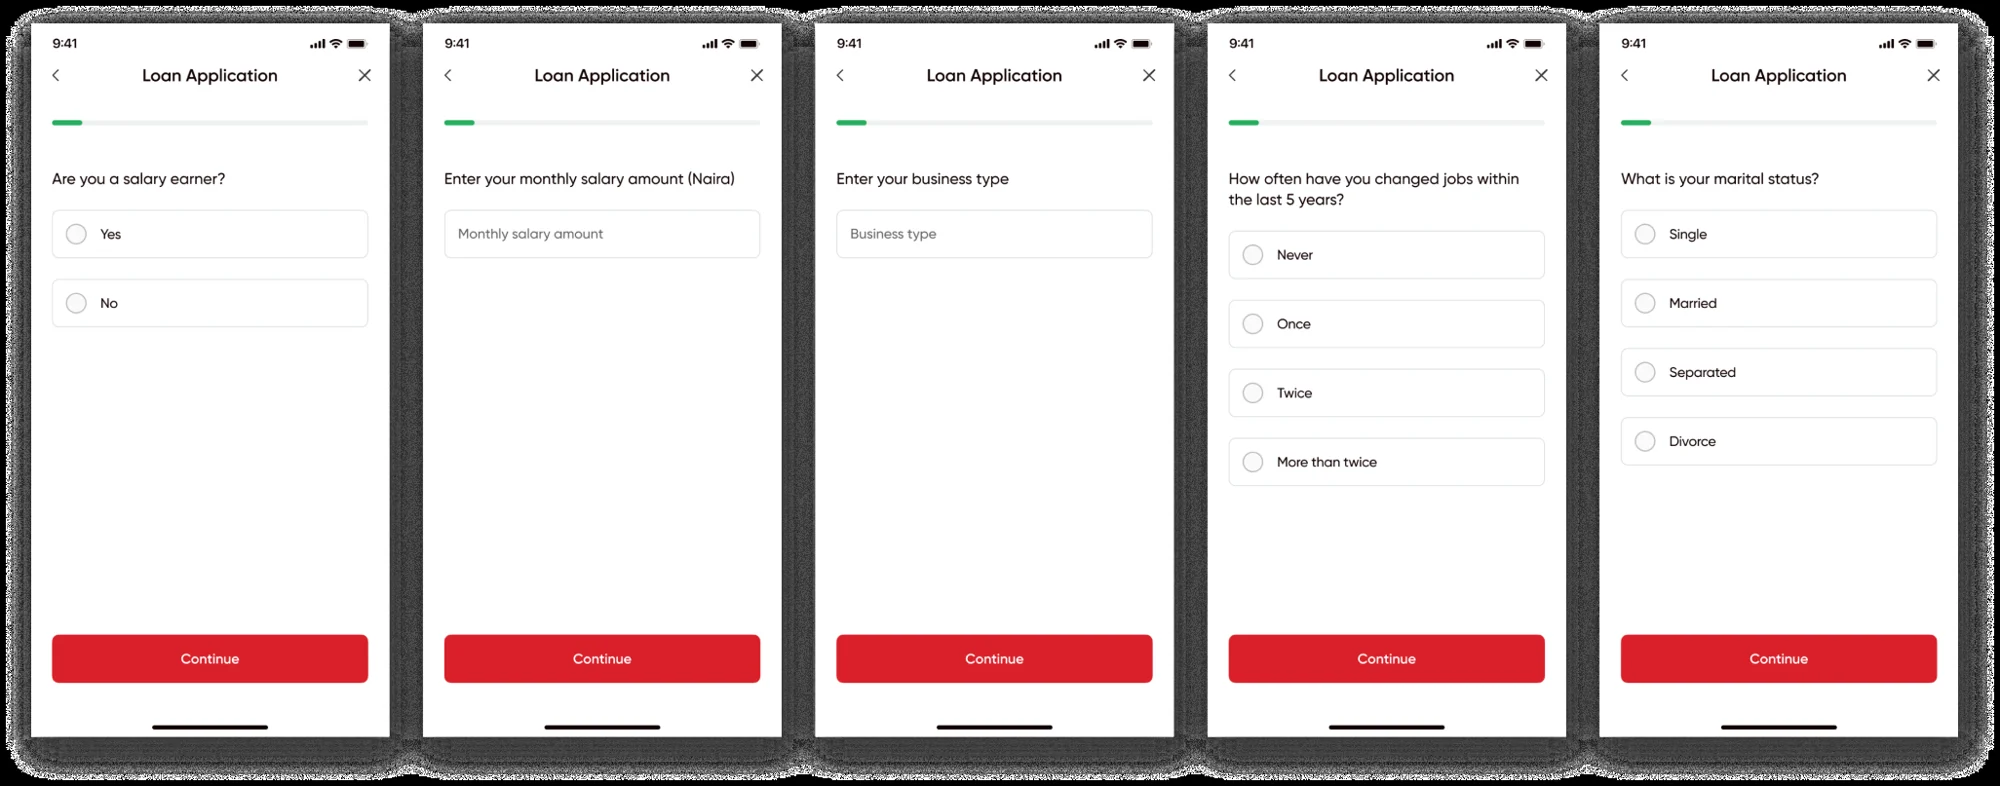 9:41
Loan Application
Are you a salary earner?
Yes
No
Continue
9:41
Loan Application
Enter your monthly salary amount (Naira)
Monthly salary amount
Continue
9:41
Loan Application
Enter your business type
Business type
Continue
9:41
Loan Application
How often have you changed jobs within
the last 5 years?
Never
Once
Twice
More than twice
Continue
9:41
Loan Application
What is your marital status?
Single
Married
Separated
Divorce
Continue